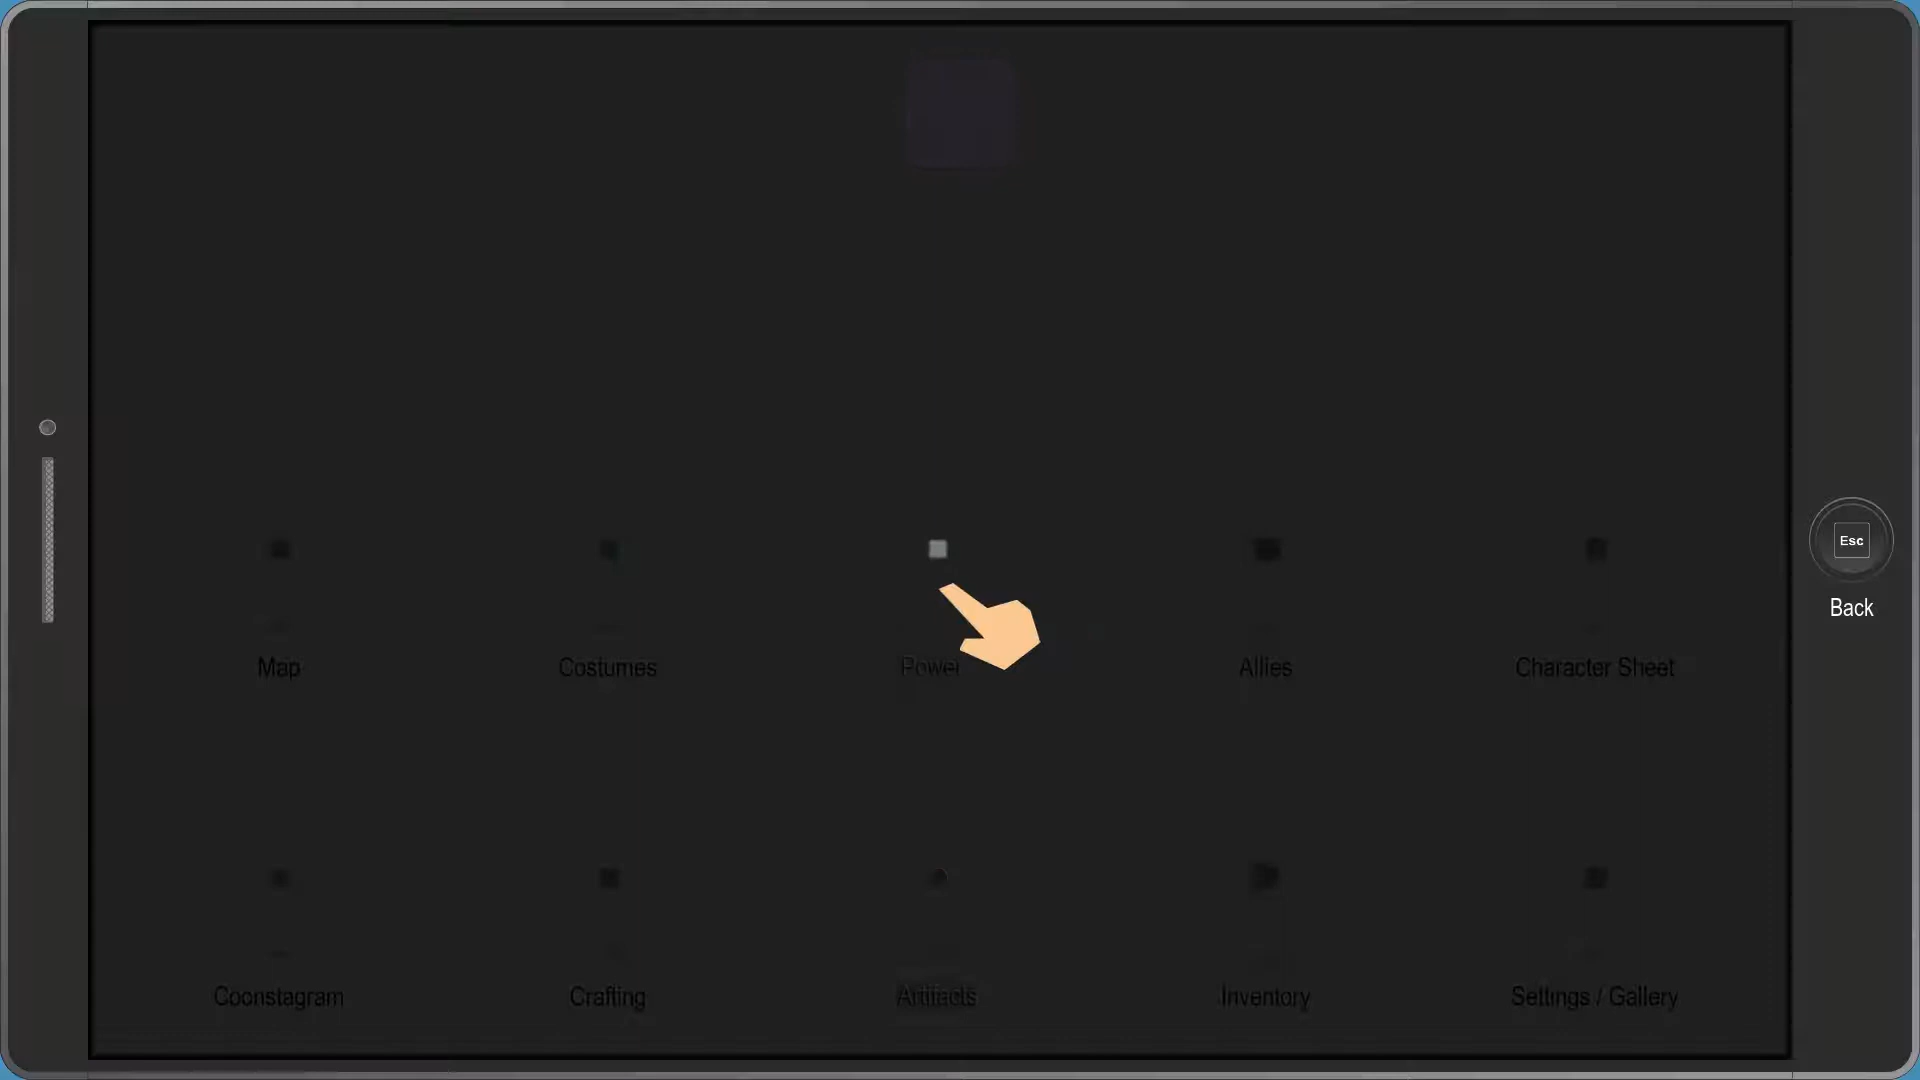 Esc
Back
Map
Costumes
Power
Allies
Character Sheet
Coonstagram
Crafting
Artifacts
Inventory
Settings / Gallery